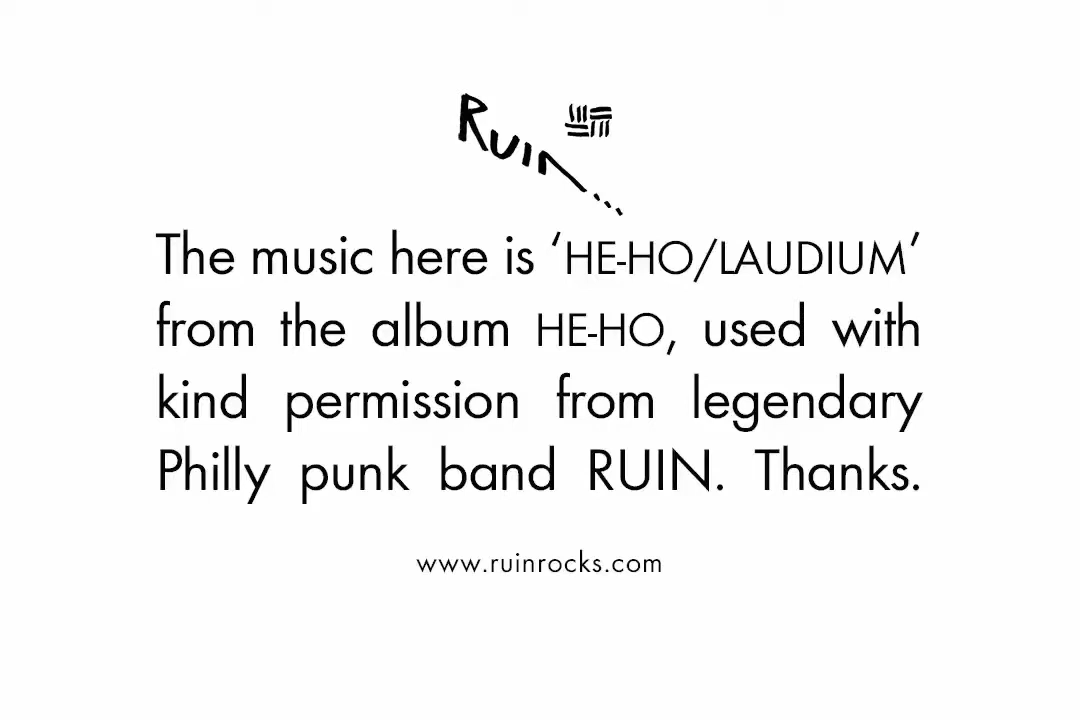 RUIN...
The music here is ‘HE-HO/LAUDIUM’
from the album HE-HO, used with
kind permission from legendary
Philly punk band RUIN. Thanks.
www.ruinrocks.com